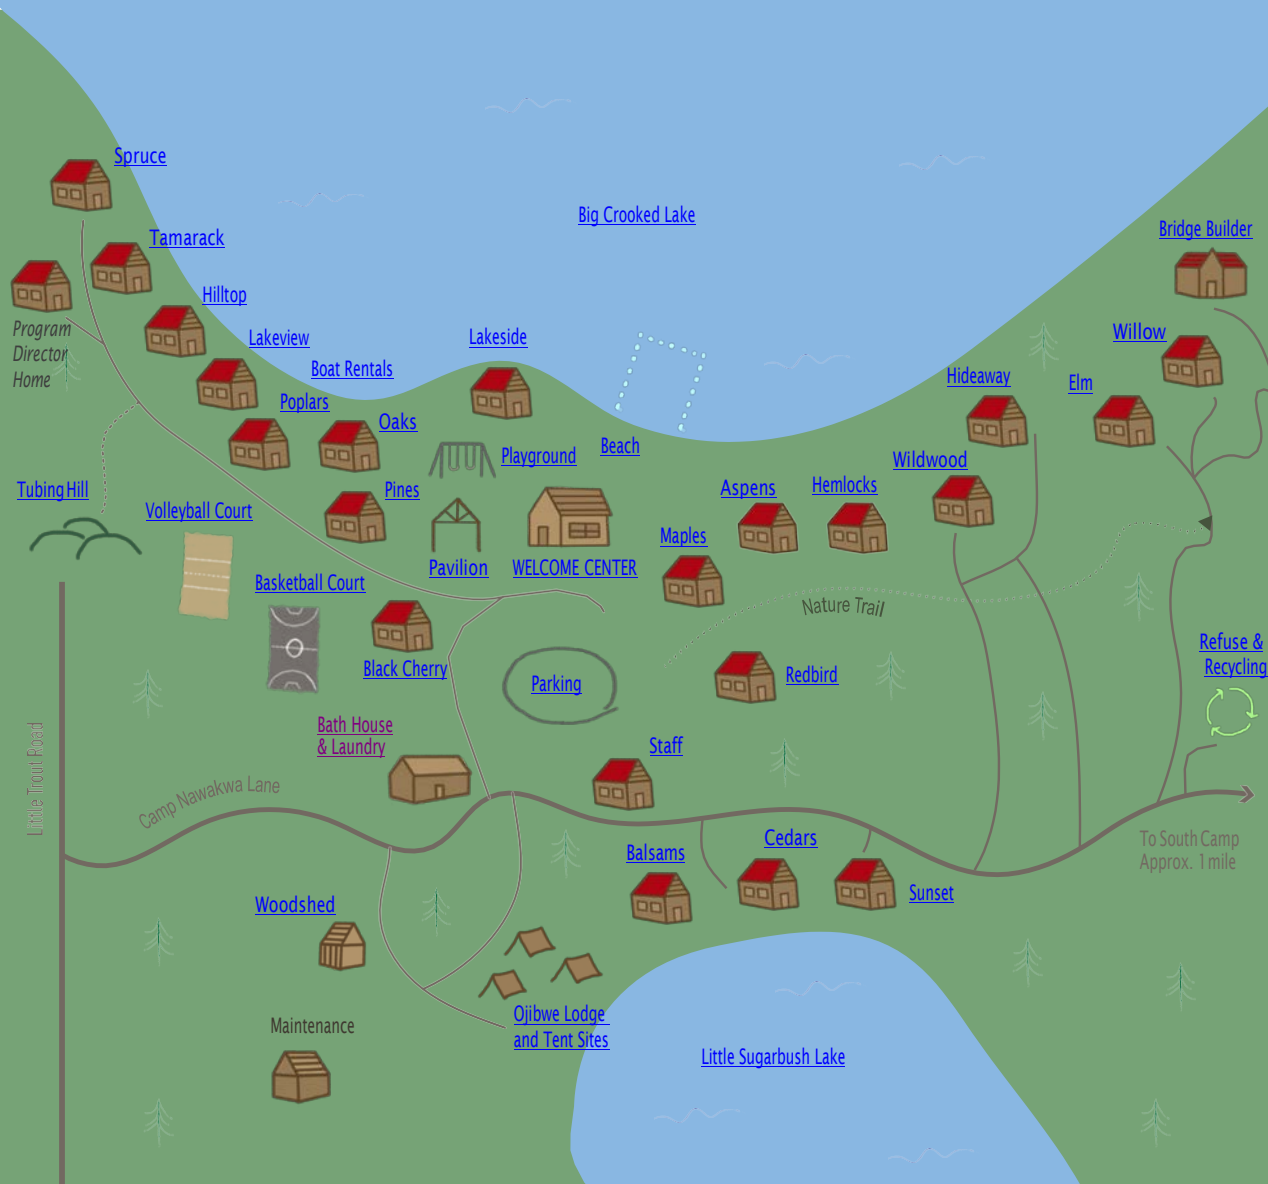 Spruce
Big Crooked Lake
Bridge Builder
Tamarack
Hilltop
Program
Director
Home
Lakeview
Lakeside
Willow
Boat Rentals
Hideaway
Elm
Poplars
Oaks
Playground
Beach
Wildwood
Tubing Hill
Pines
Aspens
Hemlocks
Volleyball Court
Maples
Pavilion
WELCOME CENTER
Basketball Court
Nature Trail
Black Cherry
Parking
Redbird
Refuse &
Recycling
Bath House
& Laundry
Staff
Little Trout Road
Camp Nawakwa Lane
To South Camp
Approx. 1 mile
Balsams
Cedars
Sunset
Woodshed
Ojibwe Lodge
and Tent Sites
Maintenance
Little Sugarbush Lake